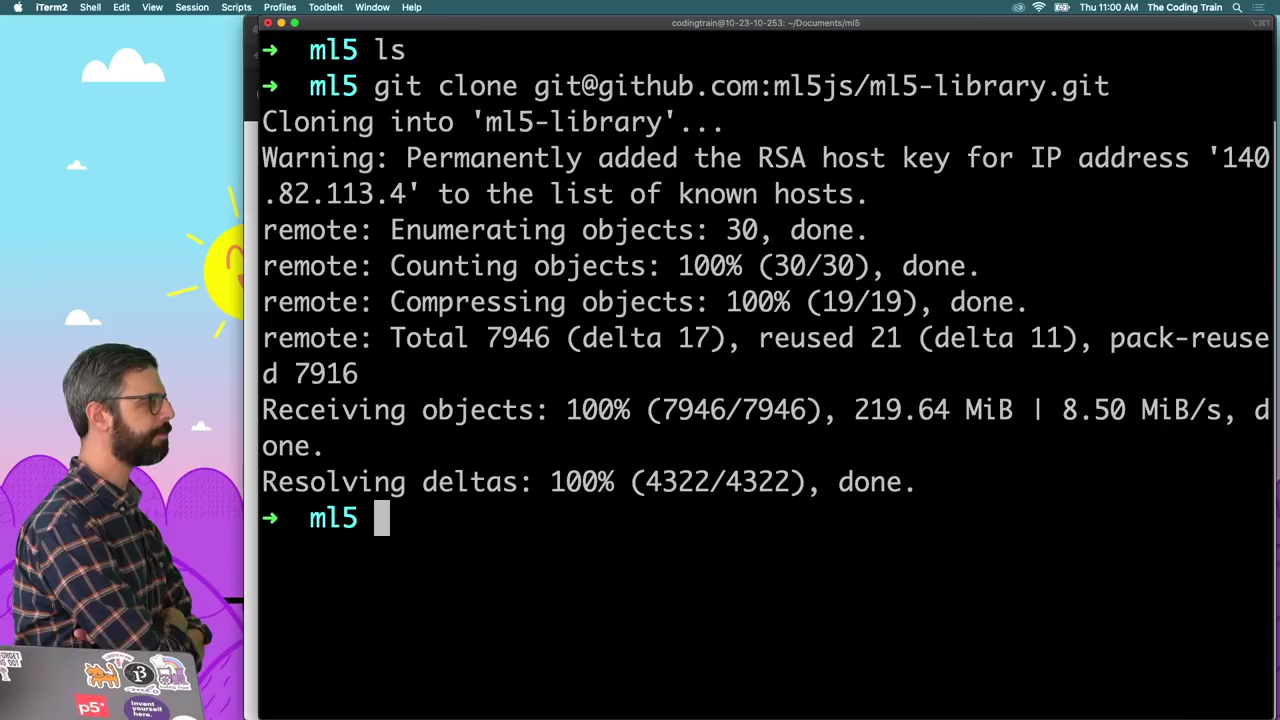 iTerm2 Shell Edit View Session Scripts Profiles Toolbelt Window Help Thu 11:00 AM The Coding Train
codingtrain@10-23-10-253: ~/Documents/ml5
➜ ml5 ls
➜ ml5 git clone git@github.com:ml5js/ml5-library.git
Cloning into 'ml5-library'...
Warning: Permanently added the RSA host key for IP address '140
.82.113.4' to the list of known hosts.
remote: Enumerating objects: 30, done.
remote: Counting objects: 100% (30/30), done.
remote: Compressing objects: 100% (19/19), done.
remote: Total 7946 (delta 17), reused 21 (delta 11), pack-reuse
d 7916
Receiving objects: 100% (7946/7946), 219.64 MiB | 8.50 MiB/s, d
one.
Resolving deltas: 100% (4322/4322), done.
➜ ml5
p5*
Invent
yourself
here.